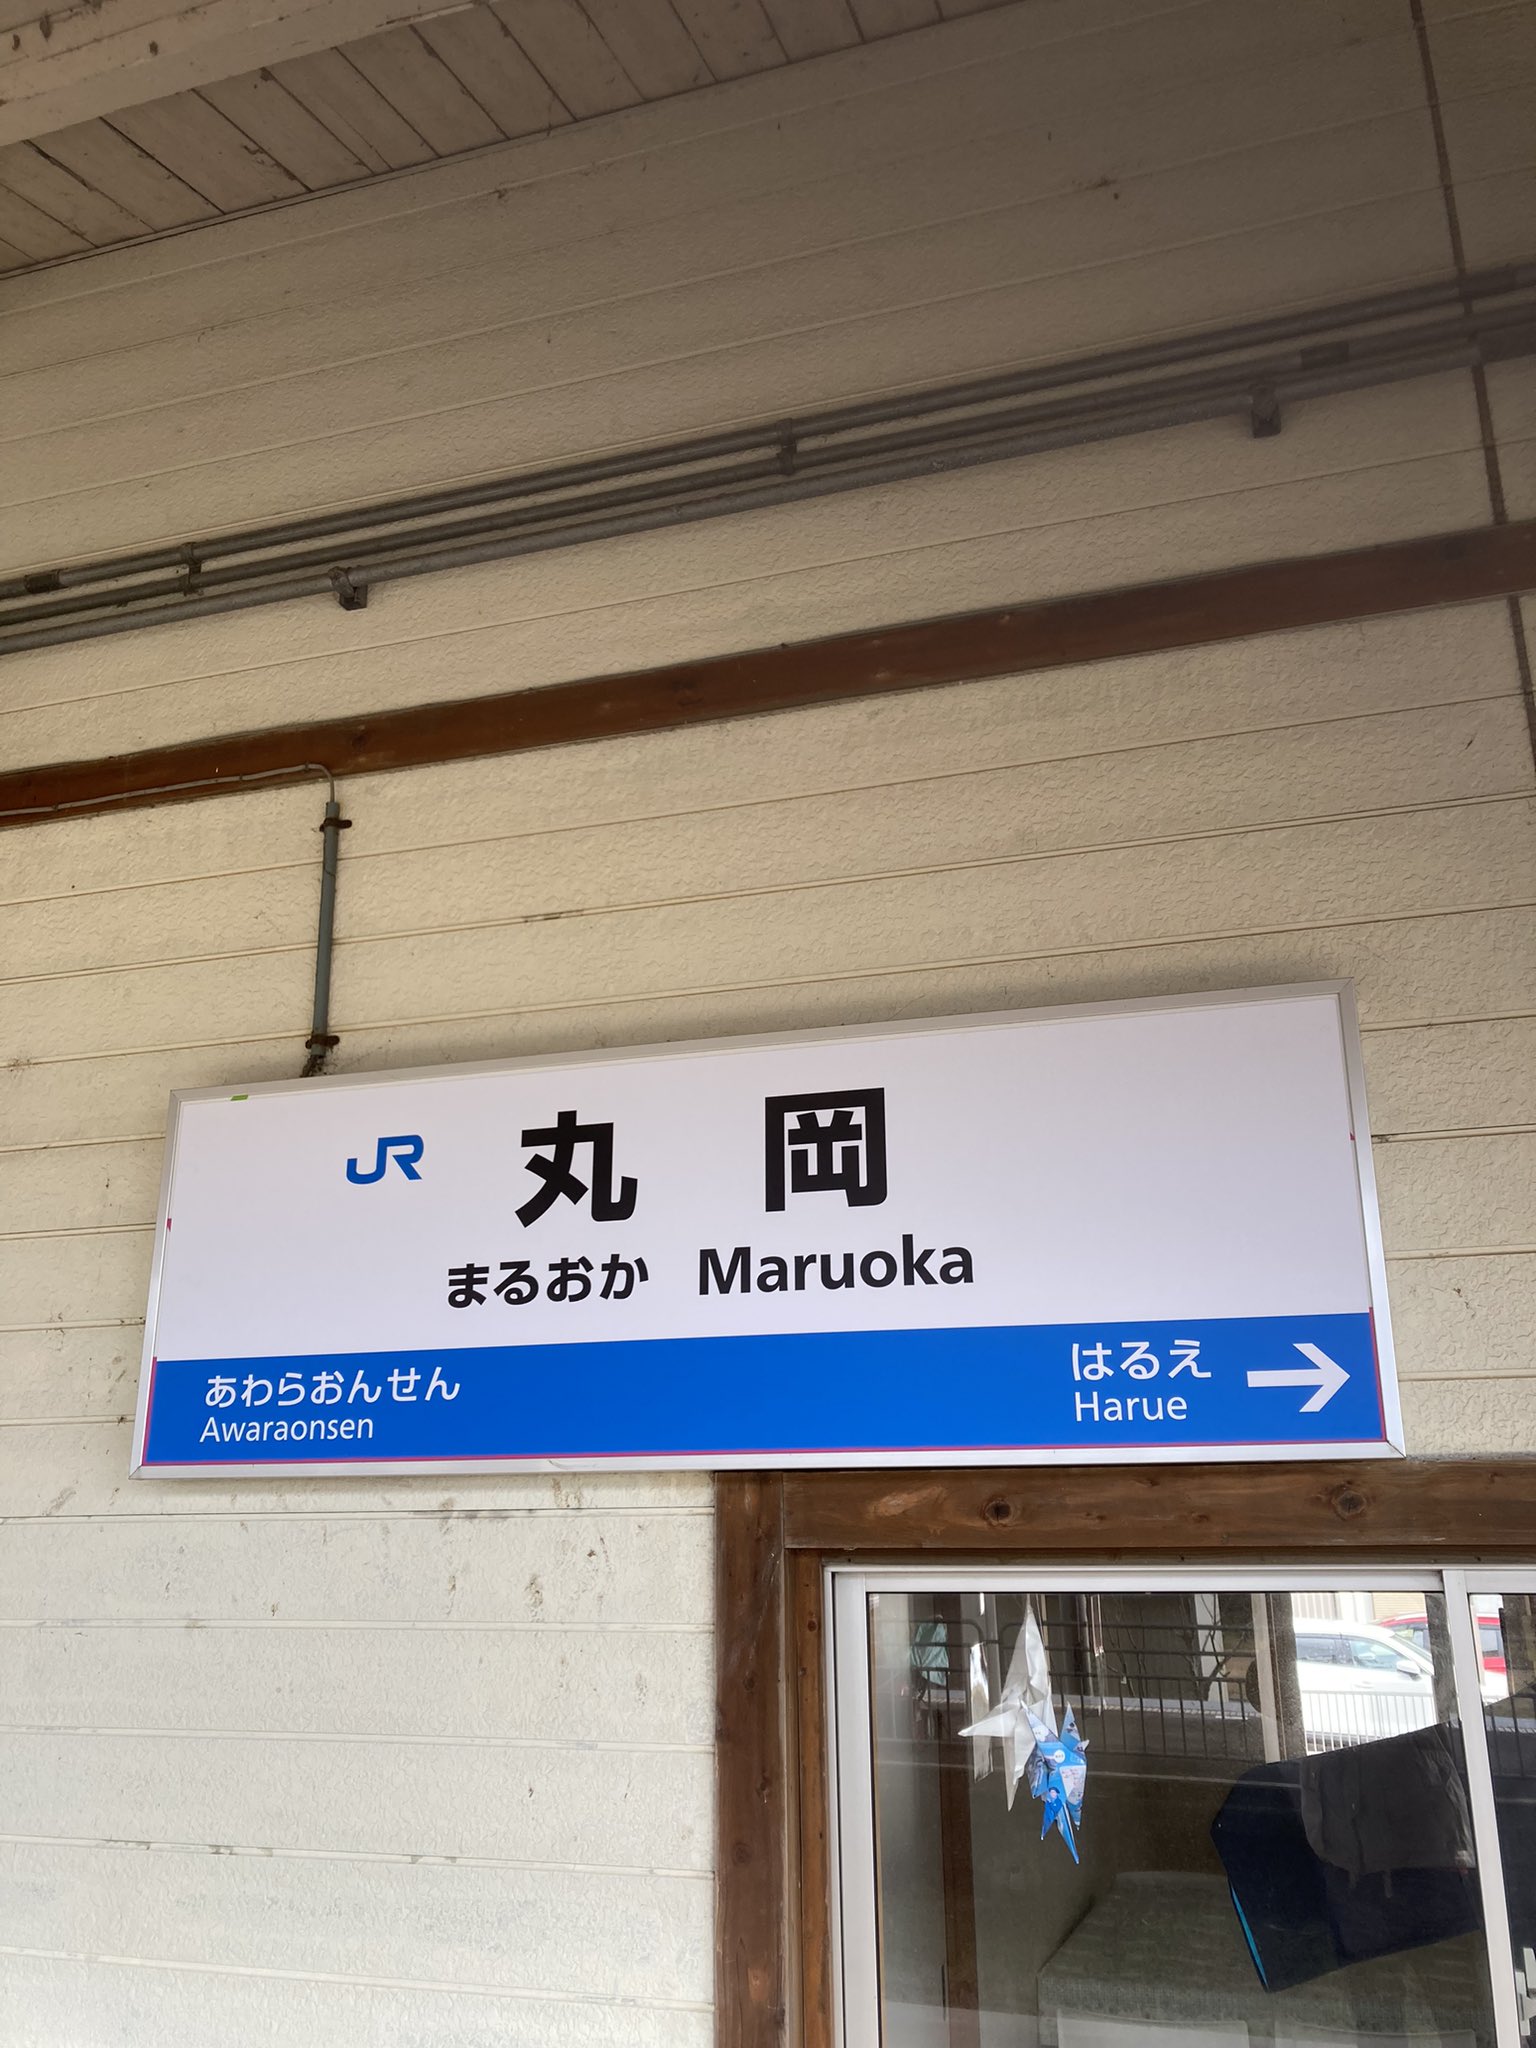 JR 丸岡
まるおか Maruoka
あわらおんせん
Awaraonsen
はるえ →
Harue